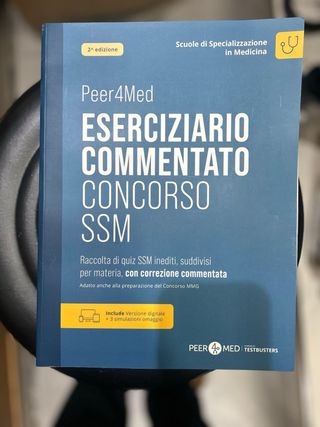 2ª edizione
Scuole di Specializzazione
in Medicina
Peer4Med
ESERCIZIARIO
COMMENTATO
CONCORSO
SSM
Raccolta di quiz SSM inediti, suddivisi
per materia, con correzione commentata
Adatto anche alla preparazione del Concorso MMG
Include Versione digitale
+ 3 simulazioni omaggio
PEER 4 MED
TESTBUSTERS